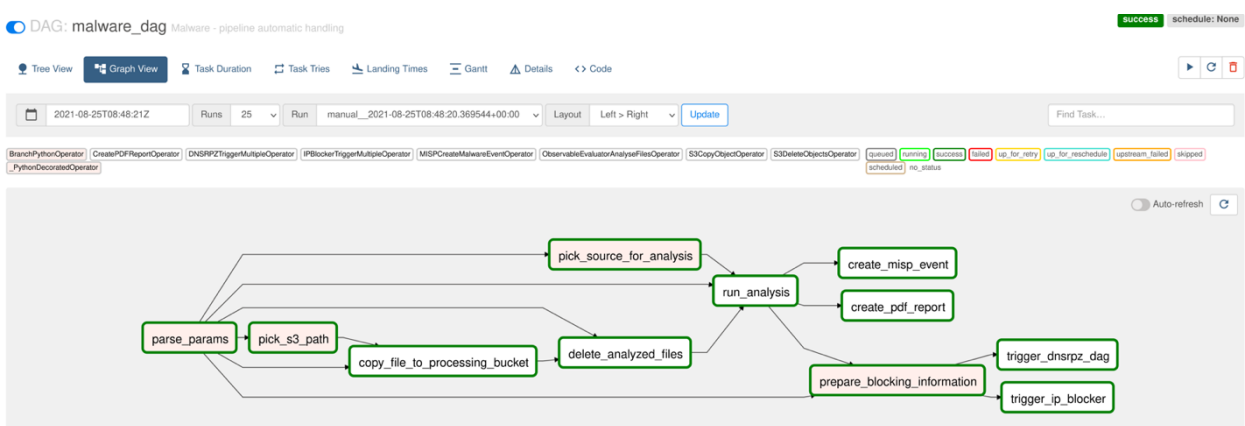 DAG: malware_dag Malware - pipeline automatic handling
success schedule: None
Tree View Graph View Task Duration Task Tries Landing Times Gantt Details <> Code
2021-08-25T08:48:21Z Runs 25 Run manual__2021-08-25T08:48:20.369544+00:00 Layout Left > Right Update Find Task...
BranchPythonOperator CreatePDFReportOperator DNSRPZTriggerMultipleOperator IPBlockerTriggerMultipleOperator MISPCreateMalwareEventOperator ObservableEvaluatorAnalyseFilesOperator S3CopyObjectOperator S3DeleteObjectsOperator queued running success failed up_for_retry up_for_reschedule upstream_failed skipped
_PythonDecoratedOperator scheduled no_status
Auto-refresh
pick_source_for_analysis
create_misp_event
run_analysis
create_pdf_report
parse_params
pick_s3_path
copy_file_to_processing_bucket
delete_analyzed_files
trigger_dnsrpz_dag
prepare_blocking_information
trigger_ip_blocker